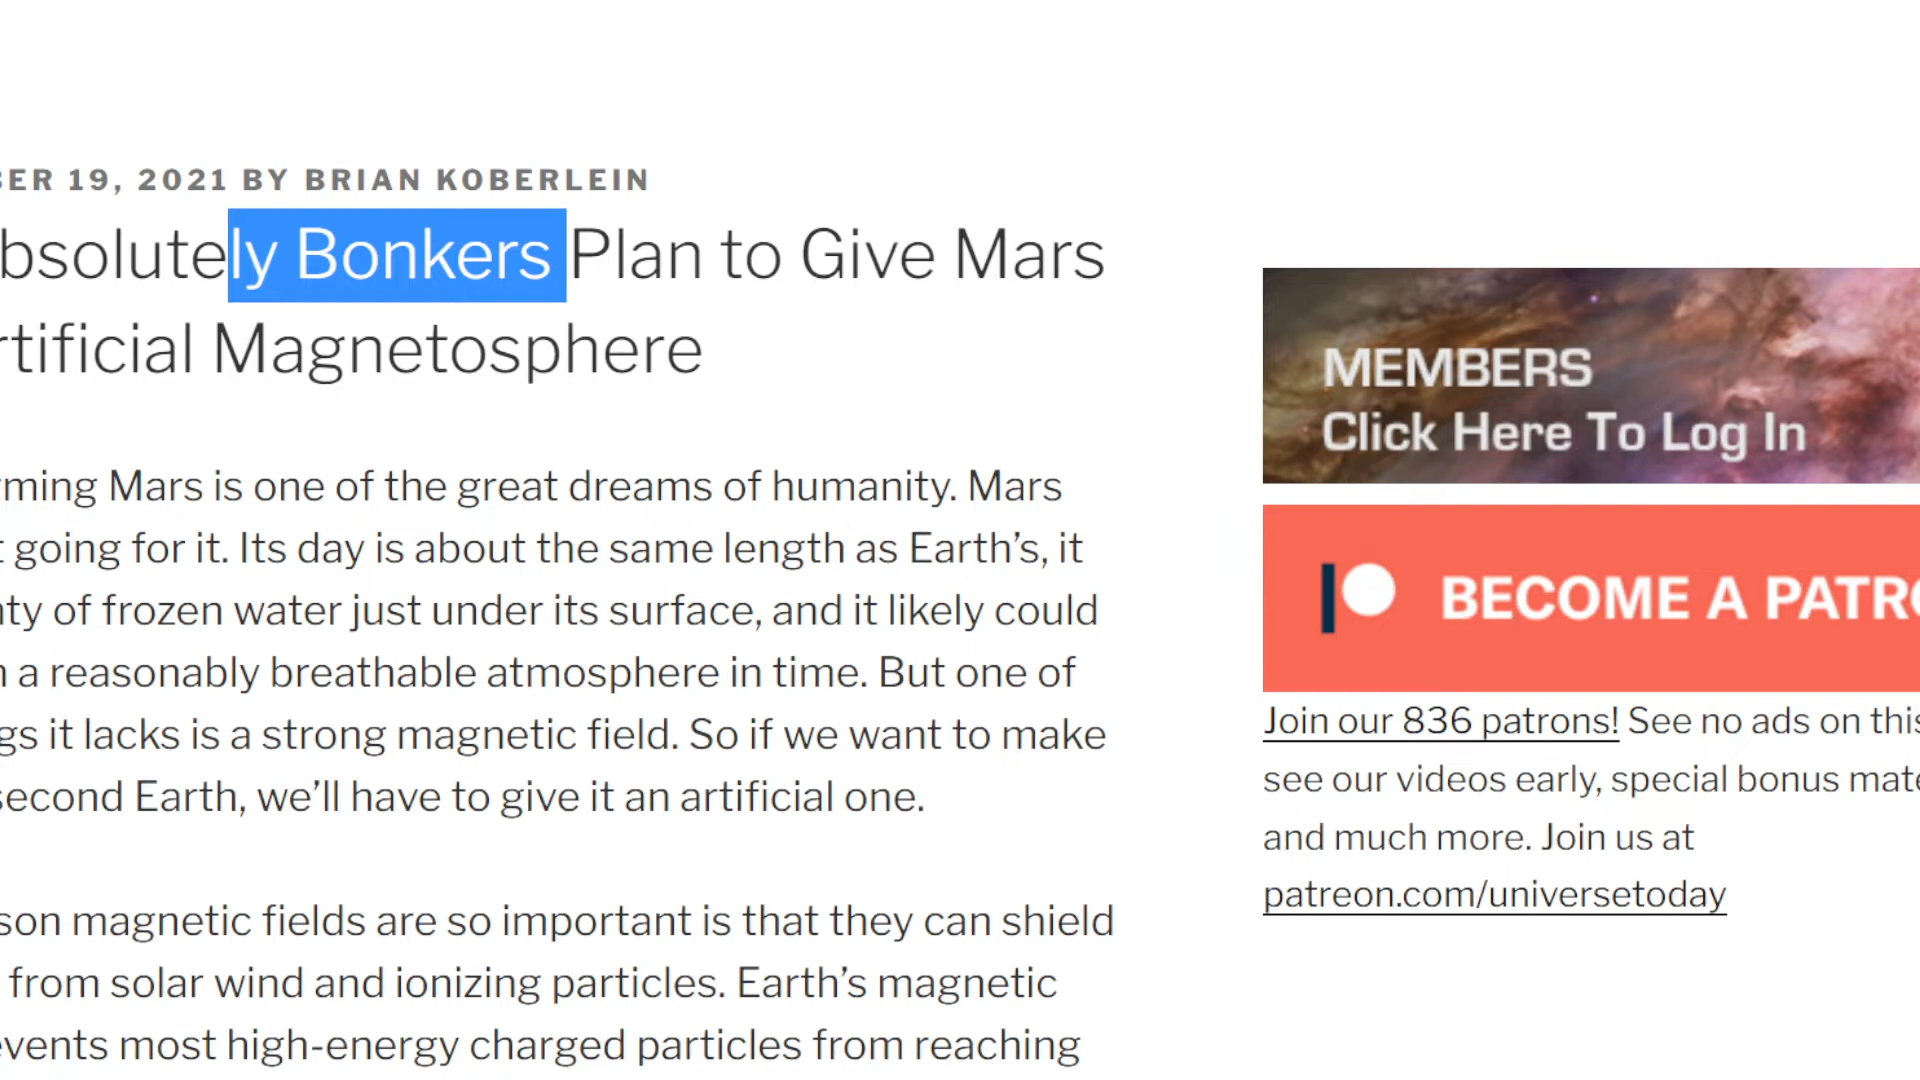 BER 19, 2021 BY BRIAN KOBERLEIN
bsolutely Bonkers Plan to Give Mars
rtificial Magnetosphere
rming Mars is one of the great dreams of humanity. Mars
t going for it. Its day is about the same length as Earth’s, it
nty of frozen water just under its surface, and it likely could
n a reasonably breathable atmosphere in time. But one of
gs it lacks is a strong magnetic field. So if we want to make
second Earth, we’ll have to give it an artificial one.
son magnetic fields are so important is that they can shield
from solar wind and ionizing particles. Earth’s magnetic
events most high-energy charged particles from reaching
MEMBERS
Click Here To Log In
BECOME A PATRO
Join our 836 patrons! See no ads on this
see our videos early, special bonus mate
and much more. Join us at
patreon.com/universetoday